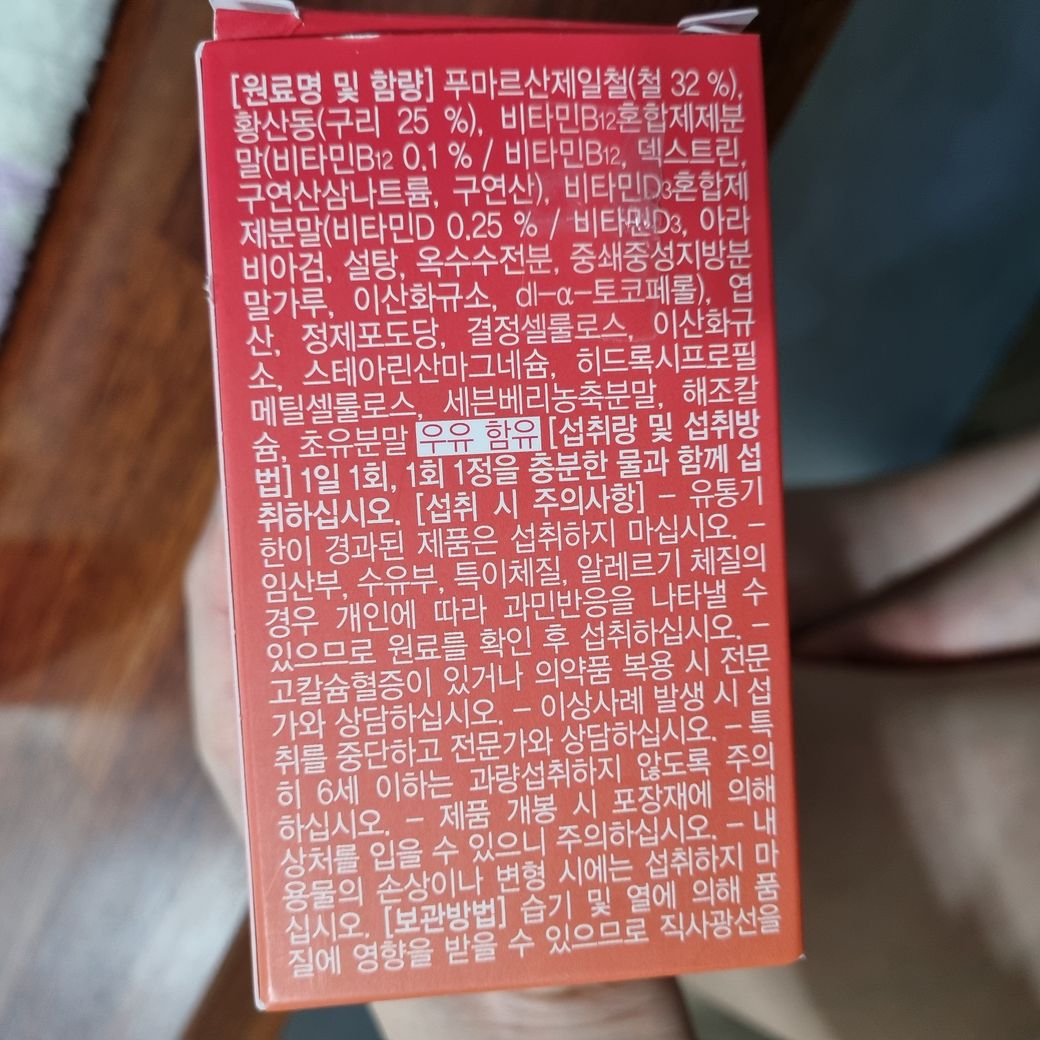 [원료명 및 함량] 푸마르산제일철(철 32 %),
황산동(구리 25 %), 비타민B12혼합제제분
말(비타민B12 0.1 % / 비타민B12, 덱스트린,
구연산삼나트륨, 구연산), 비타민D3혼합제
제분말(비타민D 0.25 % / 비타민D3, 아라
비아검, 설탕, 옥수수전분, 중쇄중성지방분
말가루, 이산화규소, dl-α-토코페롤), 엽
산, 정제포도당, 결정셀룰로스, 이산화규
소, 스테아린산마그네슘, 히드록시프로필
메틸셀룰로스, 세븐베리농축분말, 해조칼
슘, 초유분말 우유 함유 [섭취량 및 섭취방
법] 1일 1회, 1회 1정을 충분한 물과 함께 섭
취하십시오. [섭취 시 주의사항] - 유통기
한이 경과된 제품은 섭취하지 마십시오. -
임산부, 수유부, 특이체질, 알레르기 체질의
경우 개인에 따라 과민반응을 나타낼 수
있으므로 원료를 확인 후 섭취하십시오. -
고칼슘혈증이 있거나 의약품 복용 시 전문
가와 상담하십시오. - 이상사례 발생 시 섭
취를 중단하고 전문가와 상담하십시오. - 특
히 6세 이하는 과량섭취하지 않도록 주의
하십시오. - 제품 개봉 시 포장재에 의해
상처를 입을 수 있으니 주의하십시오. - 내
용물의 손상이나 변형 시에는 섭취하지 마
십시오. [보관방법] 습기 및 열에 의해 품
질에 영향을 받을 수 있으므로 직사광선을